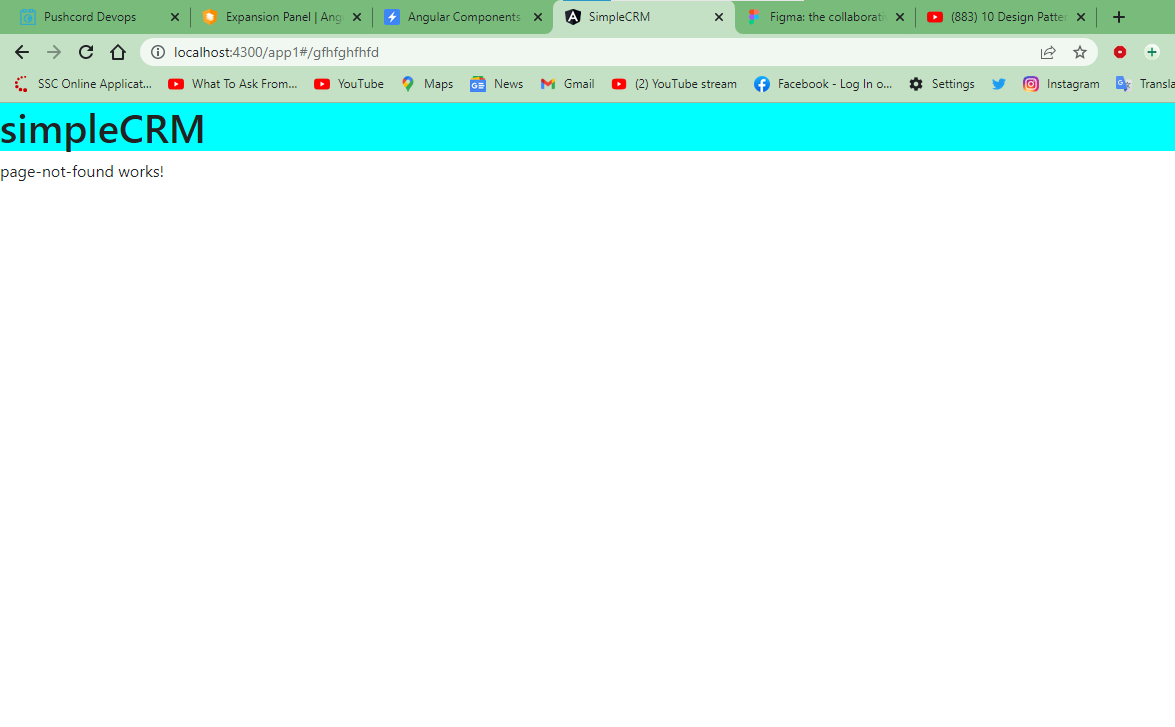 Pushcord Devops
Expansion Panel | Ang
Angular Components
SimpleCRM
Figma: the collaborati
(883) 10 Design Patter
localhost:4300/app1#/gfhfghfhfd
SSC Online Applicat...
What To Ask From...
YouTube
Maps
News
Gmail
(2) YouTube stream
Facebook - Log In o...
Settings
Instagram
Transla
simpleCRM
page-not-found works!